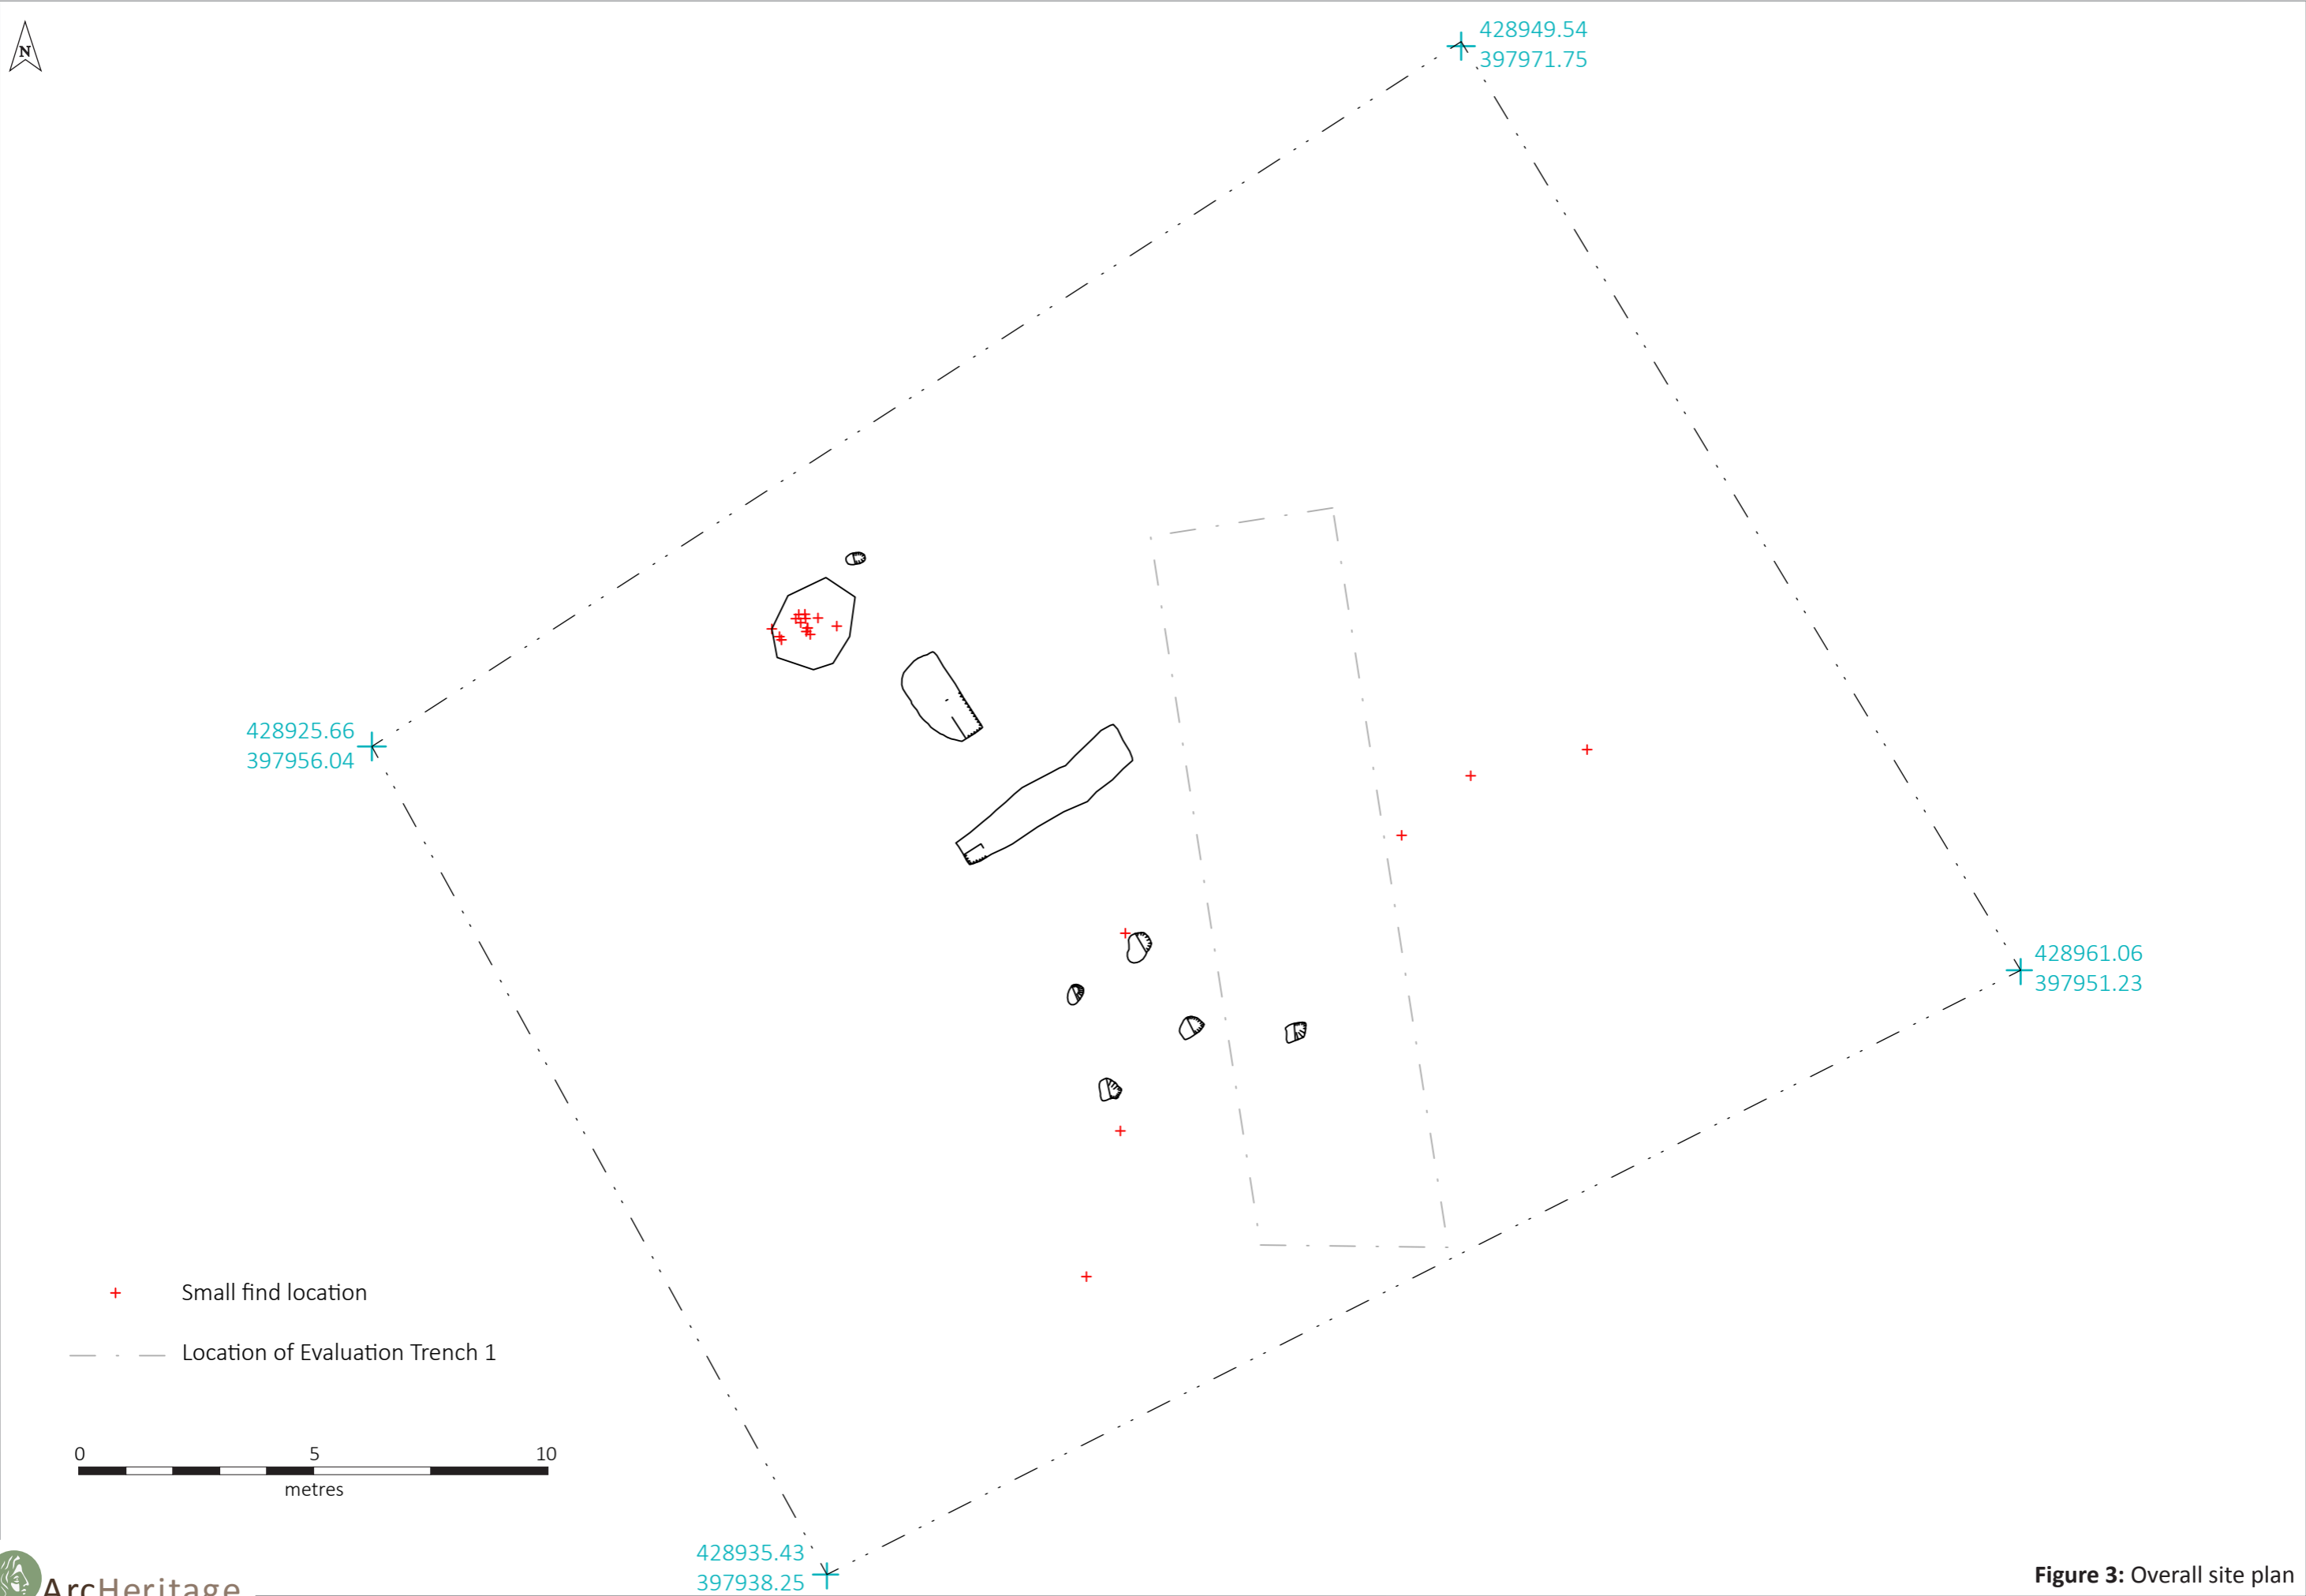 N
428949.54
397971.75
428925.66
397956.04
428961.06
397951.23
Small find location
Location of Evaluation Trench 1
0 5 10
metres
428935.43
397938.25
ArcHeritage
Figure 3: Overall site plan